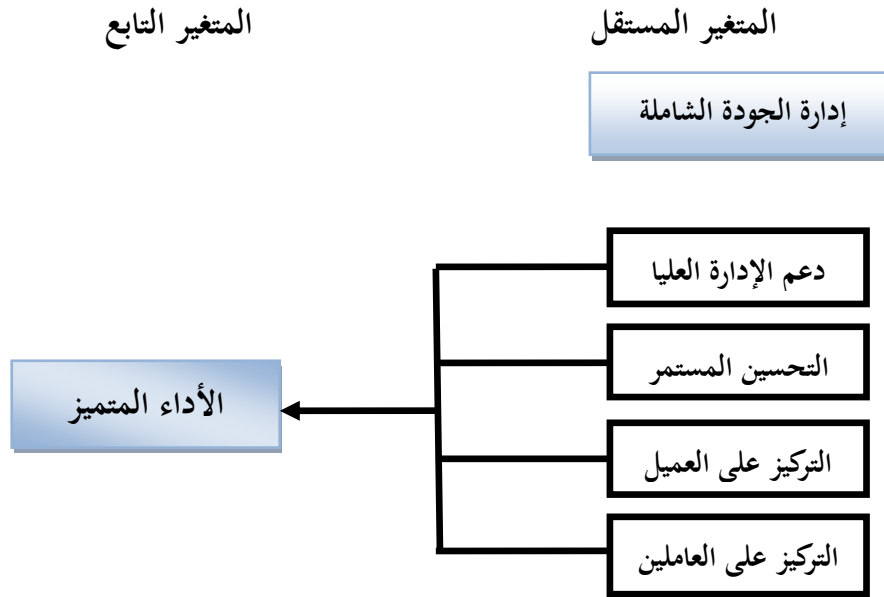 المتغير المستقل
المتغير التابع
إدارة الجودة الشاملة
دعم الإدارة العليا
التحسين المستمر
التركيز على العميل
التركيز على العاملين
الأداء المتميز